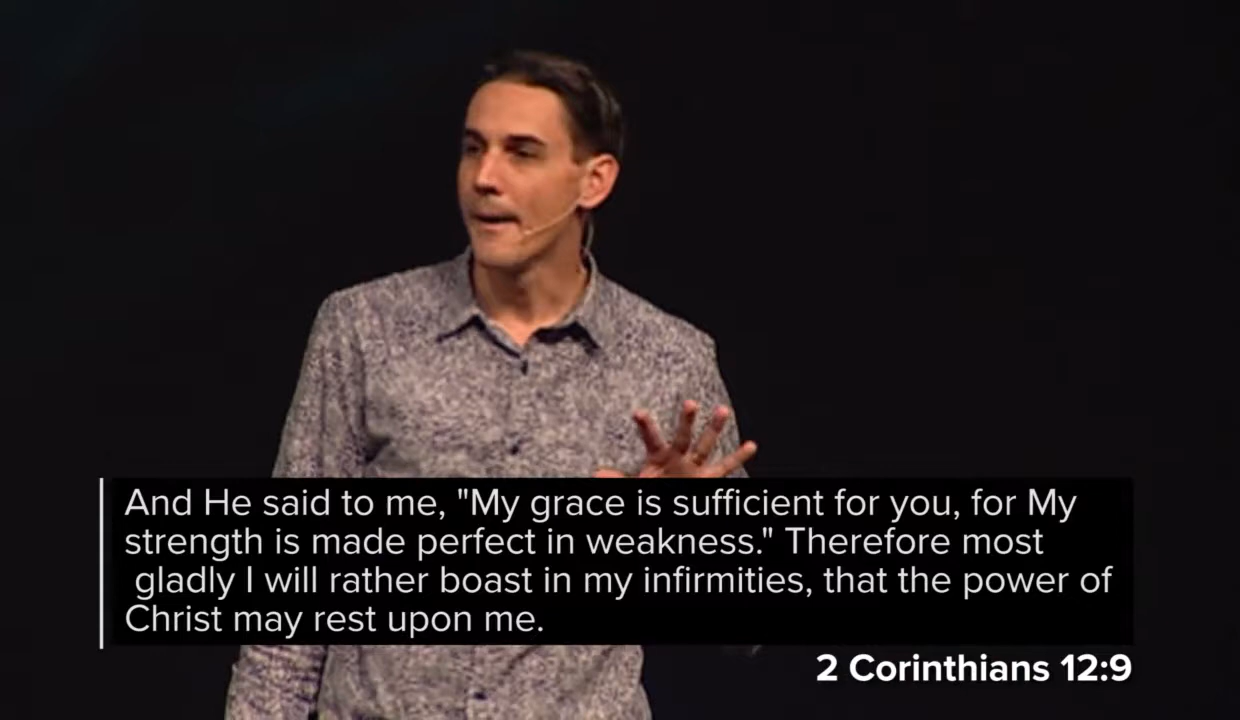 And He said to me, "My grace is sufficient for you, for My
strength is made perfect in weakness." Therefore most
gladly I will rather boast in my infirmities, that the power of
Christ may rest upon me.
2 Corinthians 12:9